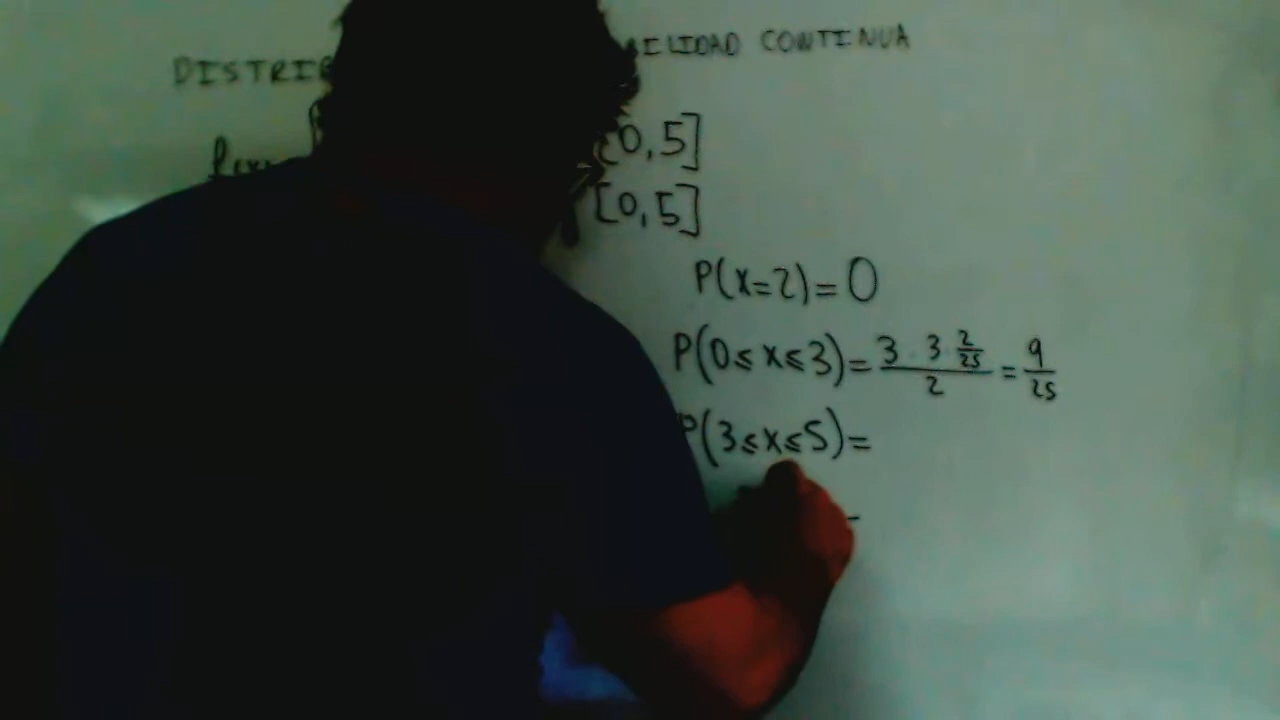 DISTRIB ILIDAD CONTINUA
[0,5]
[0,5]
P(x=2)=0
P(0≤x≤3)= (3 · 3 2/25)/2 = 9/25
P(3≤x≤5)=